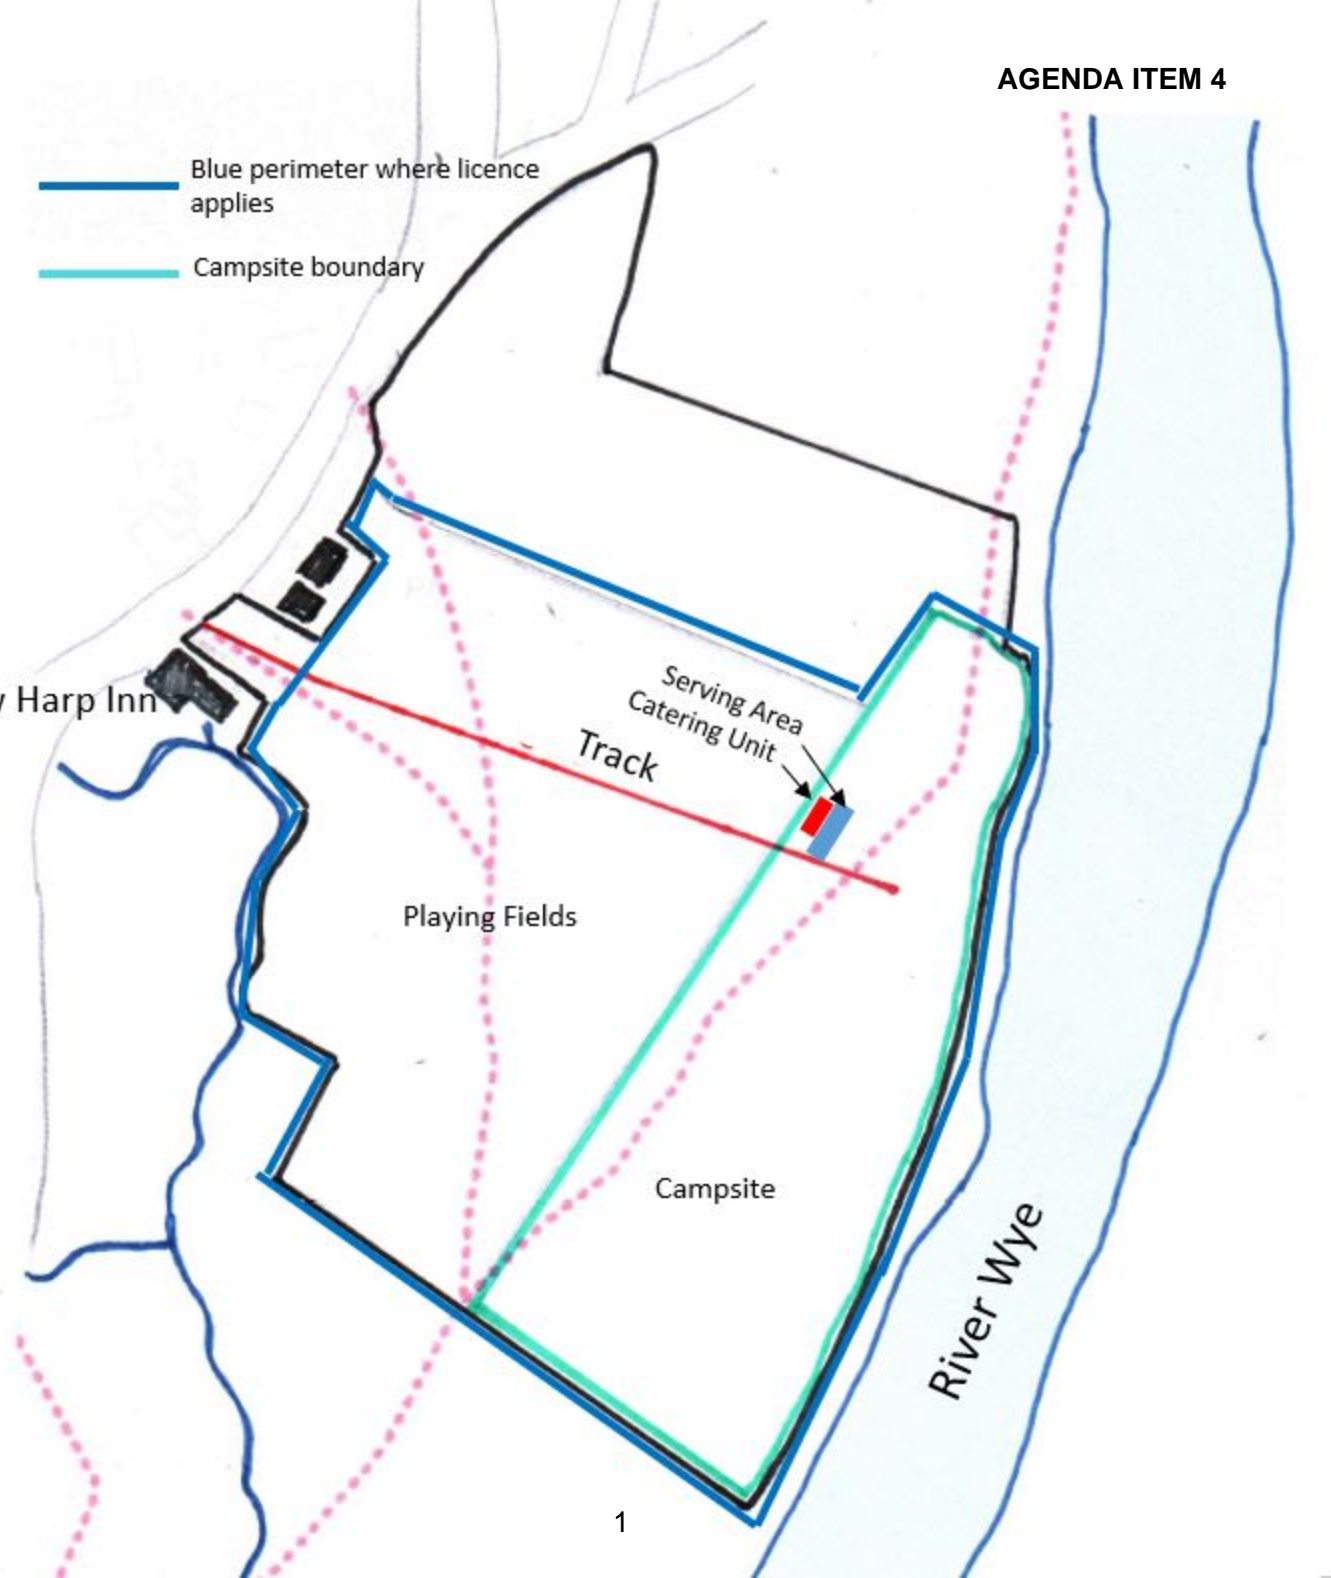 AGENDA ITEM 4
Blue perimeter where licence
applies
Campsite boundary
Harp Inn
Serving Area
Catering Unit
Track
Playing Fields
Campsite
River Wye
1